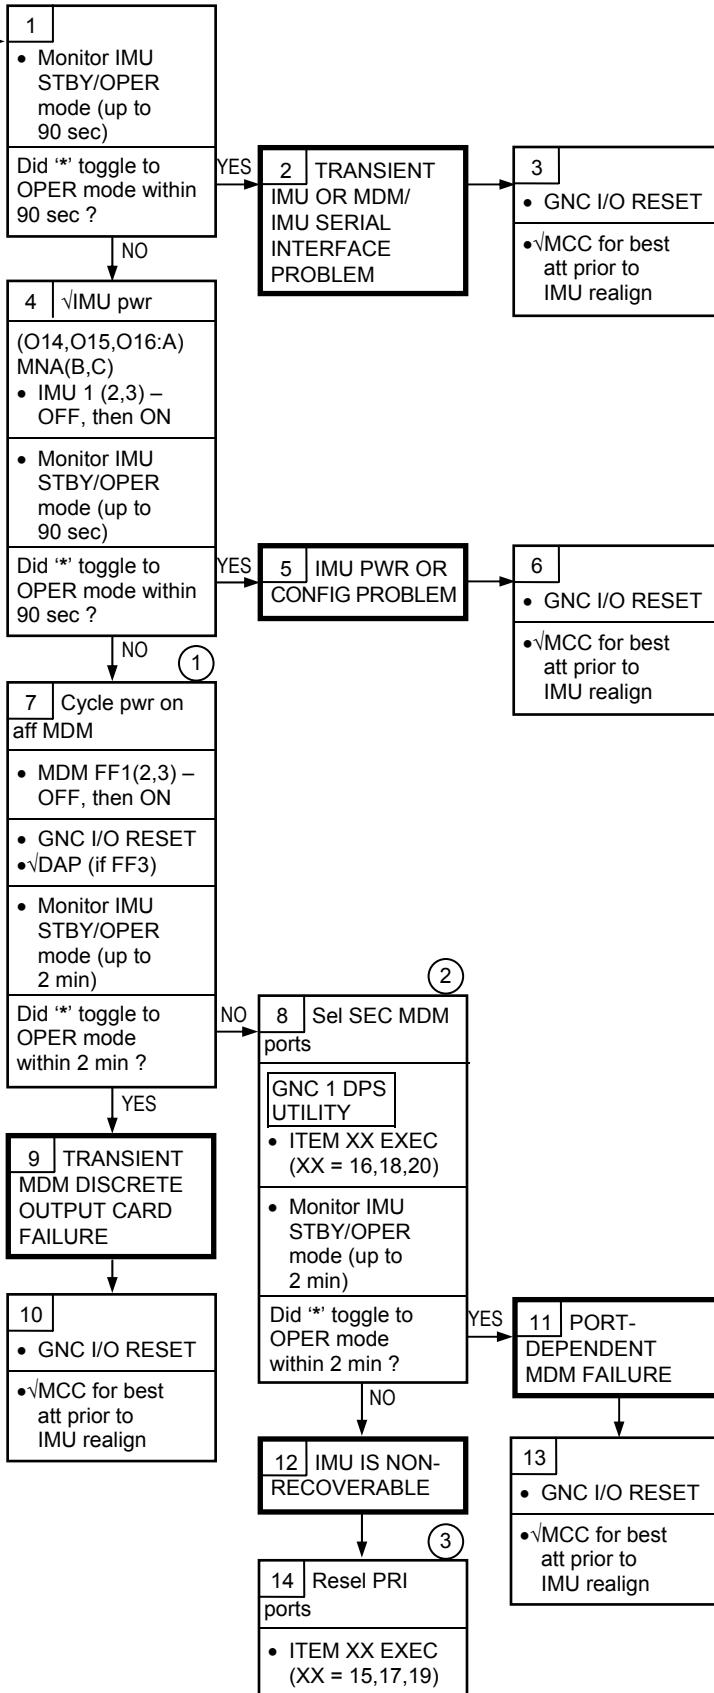 1
• Monitor IMU
STBY/OPER
mode (up to
90 sec)
Did '*' toggle to
OPER mode within
90 sec ?
YES
NO
2 TRANSIENT
IMU OR MDM/
IMU SERIAL
INTERFACE
PROBLEM
3
• GNC I/O RESET
•√MCC for best
att prior to
IMU realign
4 √IMU pwr
(O14,O15,O16:A)
MNA(B,C)
• IMU 1 (2,3) –
OFF, then ON
• Monitor IMU
STBY/OPER
mode (up to
90 sec)
Did '*' toggle to
OPER mode within
90 sec ?
YES
NO
5 IMU PWR OR
CONFIG PROBLEM
6
• GNC I/O RESET
•√MCC for best
att prior to
IMU realign
1
7 Cycle pwr on
aff MDM
• MDM FF1(2,3) –
OFF, then ON
• GNC I/O RESET
•√DAP (if FF3)
• Monitor IMU
STBY/OPER
mode (up to
2 min)
Did '*' toggle to
OPER mode
within 2 min ?
NO
YES
2
8 Sel SEC MDM
ports
GNC 1 DPS
UTILITY
• ITEM XX EXEC
(XX = 16,18,20)
• Monitor IMU
STBY/OPER
mode (up to
2 min)
Did '*' toggle to
OPER mode
within 2 min ?
YES
NO
9 TRANSIENT
MDM DISCRETE
OUTPUT CARD
FAILURE
10
• GNC I/O RESET
•√MCC for best
att prior to
IMU realign
11 PORT-
DEPENDENT
MDM FAILURE
12 IMU IS NON-
RECOVERABLE
13
• GNC I/O RESET
•√MCC for best
att prior to
IMU realign
3
14 Resel PRI
ports
• ITEM XX EXEC
(XX = 15,17,19)